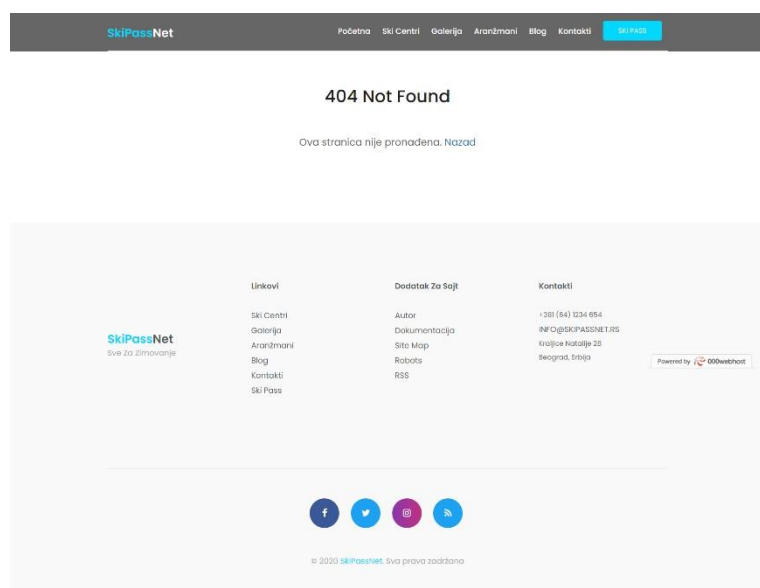 SkiPassNet
Početna Ski Centri Galerija Aranžmani Blog Kontakti SKI PASS
404 Not Found
Ova stranica nije pronađena. Nazad
SkiPassNet
Sve Za Zimovanje
Linkovi
Ski Centri
Galerija
Aranžmani
Blog
Kontakti
Ski Pass
Dodatak Za Sajt
Autor
Dokumentacija
Site Map
Robots
RSS
Kontakti
+381 (64) 1234 654
INFO@SKIPASSNET.RS
Kraljice Natalije 28
Beograd, Srbija
Powered by 000webhost
© 2020 SkiPassNet. Sva prava zadržana